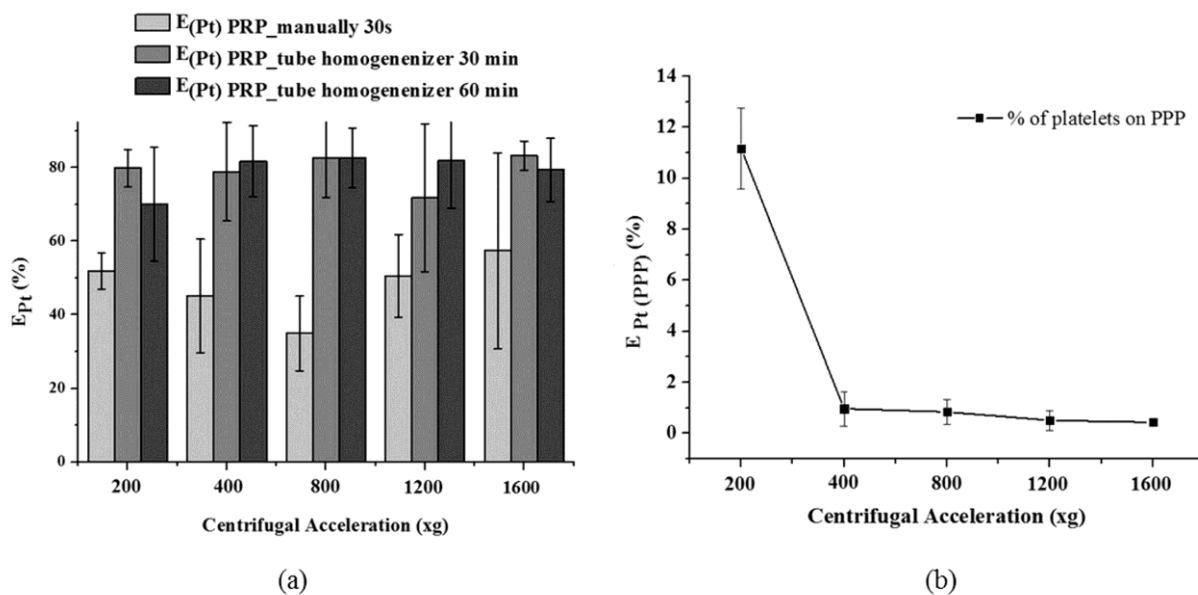 E(Pt) PRP_manually 30s
E(Pt) PRP_tube homogenenizer 30 min
E(Pt) PRP_tube homogenenizer 60 min
80
60
40
20
0
EPt (%)
200 400 800 1200 1600
Centrifugal Acceleration (xg)
(a)
14
12
10
8
6
4
2
0
E Pt (PPP) (%)
% of platelets on PPP
200 400 800 1200 1600
Centrifugal Acceleration (xg)
(b)